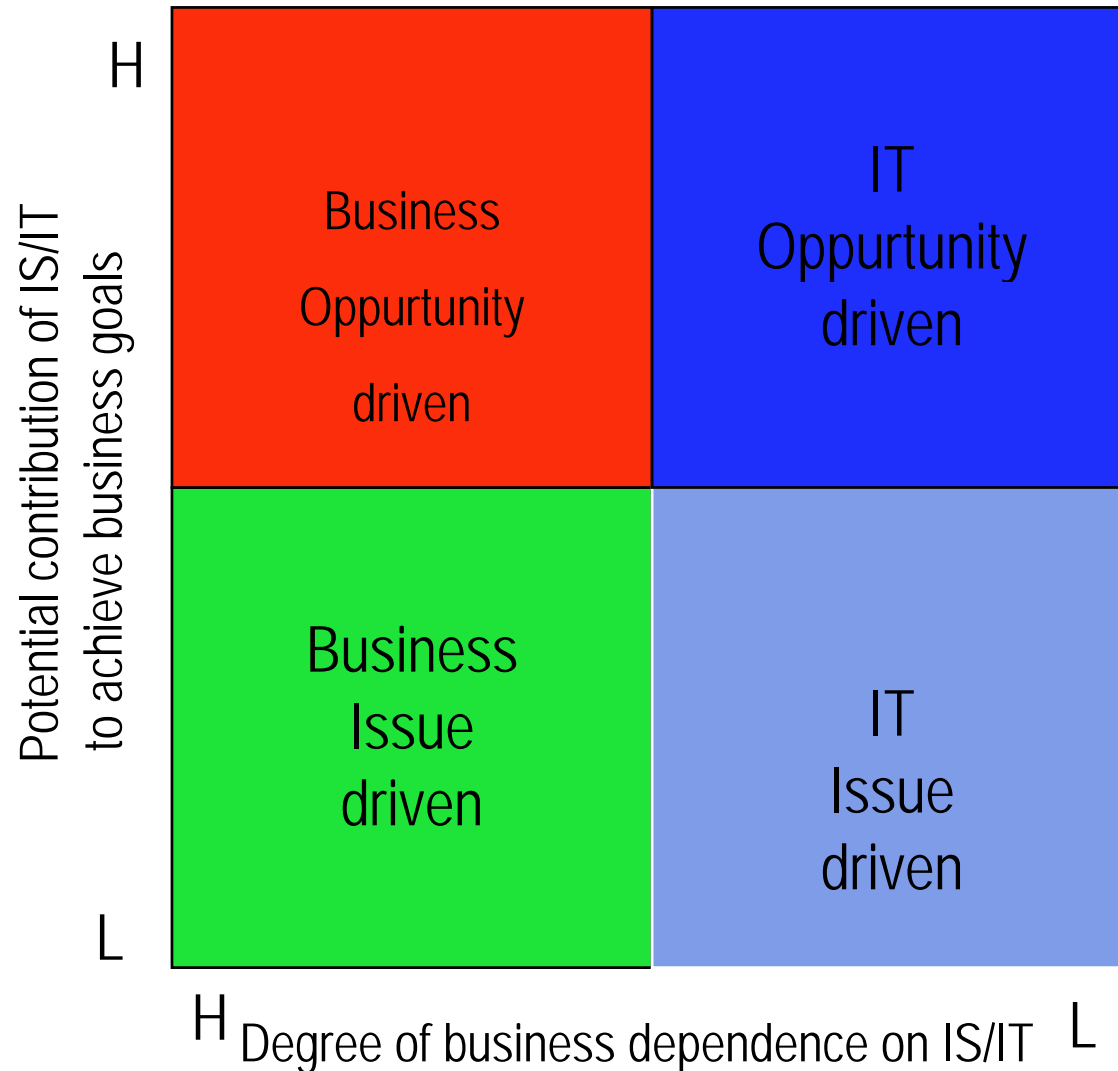 H
Potential contribution of IS/IT
to achieve business goals
Business
Oppurtunity
driven
IT
Oppurtunity
driven
Business
Issue
driven
IT
Issue
driven
L
H
Degree of business dependence on IS/IT
L